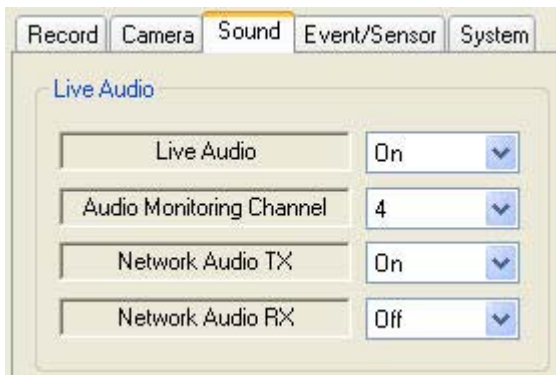 Record Camera Sound Event/Sensor System
Live Audio
Live Audio On
Audio Monitoring Channel 4
Network Audio TX On
Network Audio RX Off